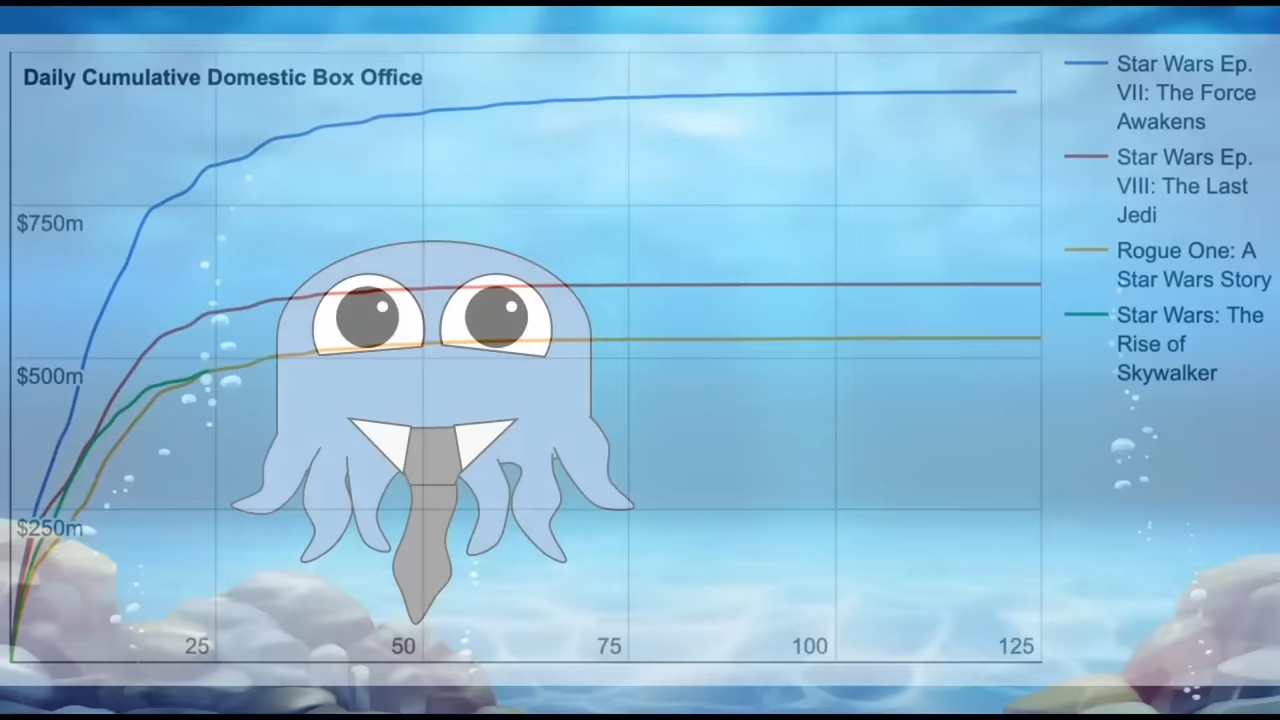 Daily Cumulative Domestic Box Office
$750m
$500m
$250m
25
50
75
100
125
Star Wars Ep.
VII: The Force
Awakens
Star Wars Ep.
VIII: The Last
Jedi
Rogue One: A
Star Wars Story
Star Wars: The
Rise of
Skywalker